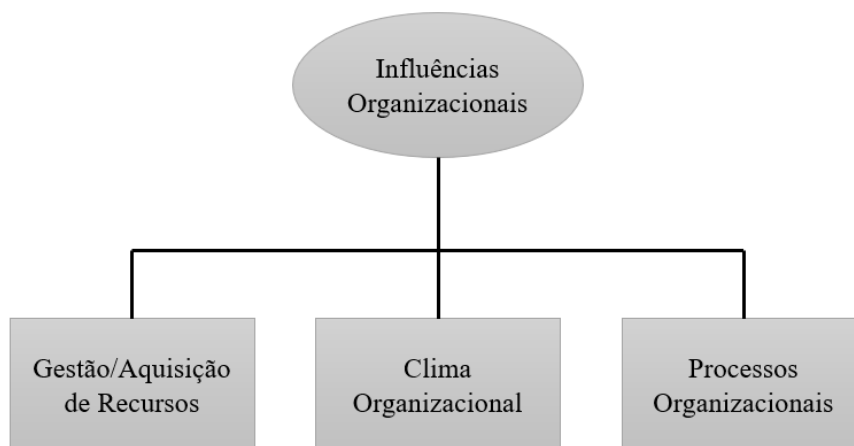 Influências
Organizacionais
Gestão/Aquisição
de Recursos
Clima
Organizacional
Processos
Organizacionais